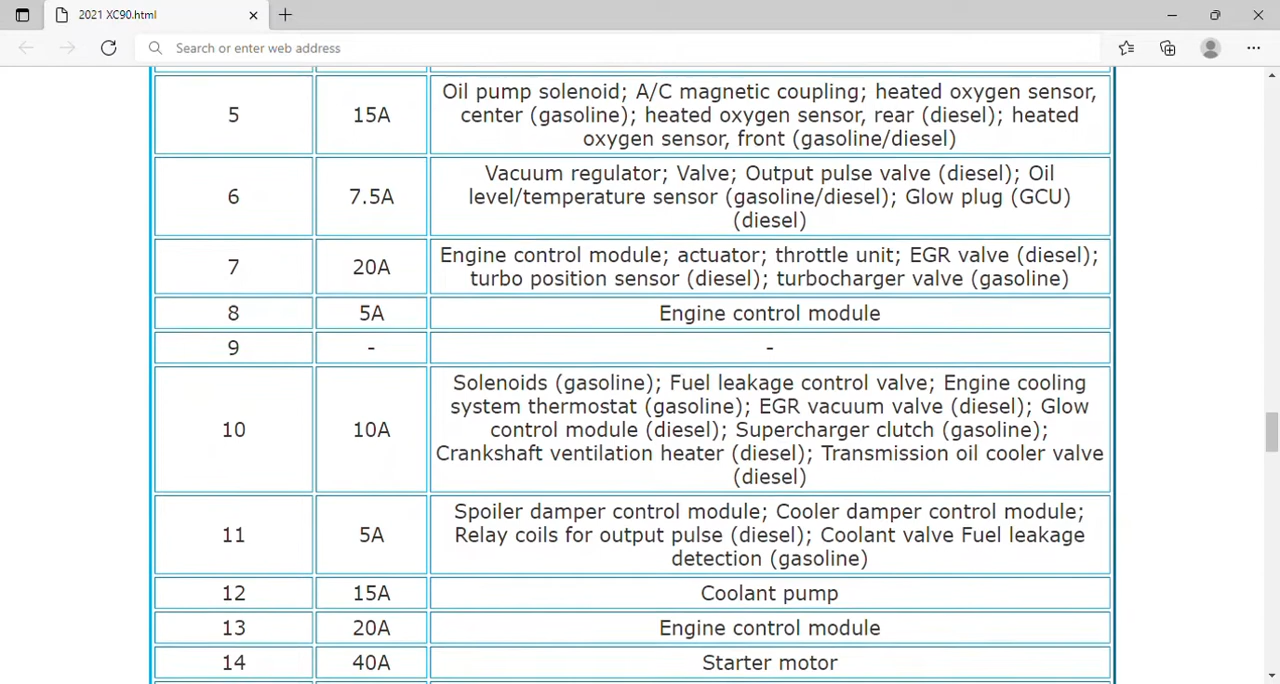 2021 XC90.html
Search or enter web address
5 15A Oil pump solenoid; A/C magnetic coupling; heated oxygen sensor,
center (gasoline); heated oxygen sensor, rear (diesel); heated
oxygen sensor, front (gasoline/diesel)
6 7.5A Vacuum regulator; Valve; Output pulse valve (diesel); Oil
level/temperature sensor (gasoline/diesel); Glow plug (GCU)
(diesel)
7 20A Engine control module; actuator; throttle unit; EGR valve (diesel);
turbo position sensor (diesel); turbocharger valve (gasoline)
8 5A Engine control module
9 - -
10 10A Solenoids (gasoline); Fuel leakage control valve; Engine cooling
system thermostat (gasoline); EGR vacuum valve (diesel); Glow
control module (diesel); Supercharger clutch (gasoline);
Crankshaft ventilation heater (diesel); Transmission oil cooler valve
(diesel)
11 5A Spoiler damper control module; Cooler damper control module;
Relay coils for output pulse (diesel); Coolant valve Fuel leakage
detection (gasoline)
12 15A Coolant pump
13 20A Engine control module
14 40A Starter motor